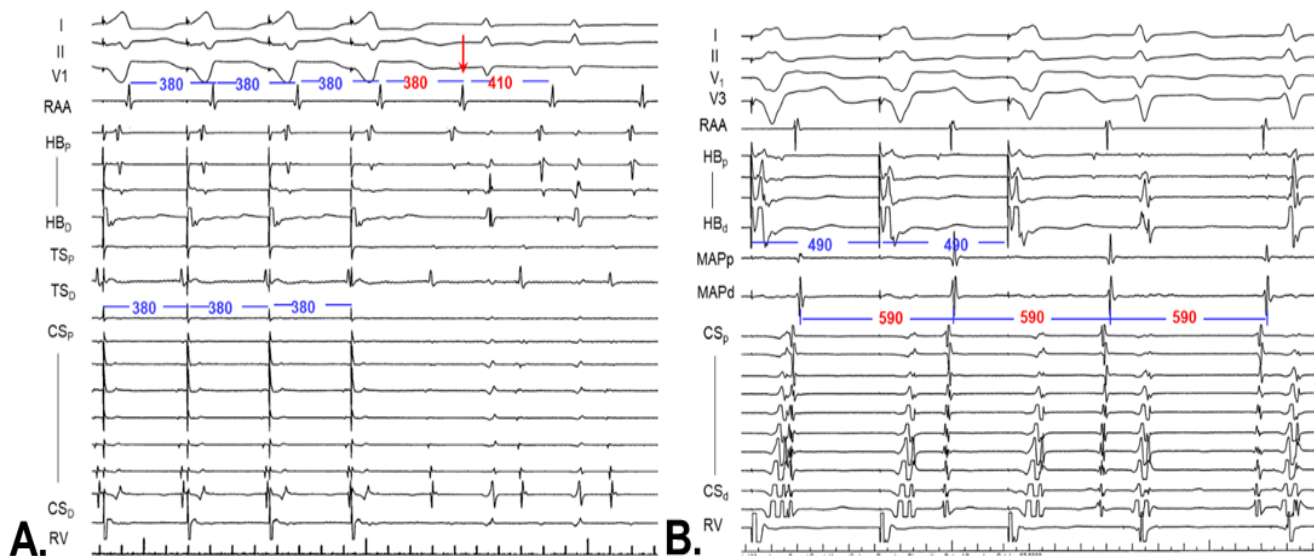 I
II
V1
380
380
380
380
410
RAA
HBP
HBD
TSP
TSD
380
380
380
CSP
CSD
RV
A.
I
II
V1
V3
RAA
HBp
HBd
490
490
MAPp
MAPd
590
590
590
CSp
CSd
RV
B.